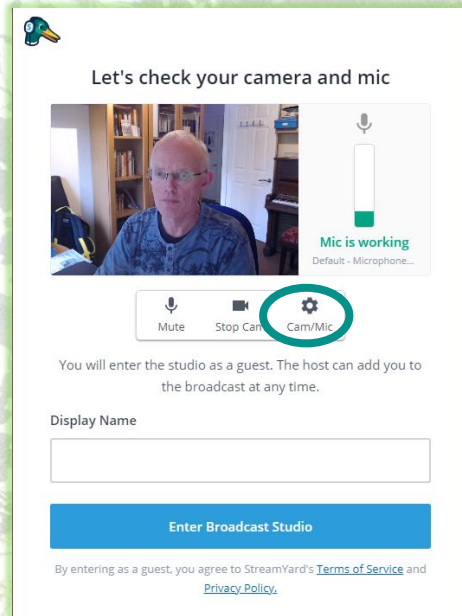 Let's check your camera and mic
Mic is working
Default - Microphone...
Mute
Stop Cam
Cam/Mic
You will enter the studio as a guest. The host can add you to
the broadcast at any time.
Display Name
Enter Broadcast Studio
By entering as a guest, you agree to StreamYard's Terms of Service and
Privacy Policy.